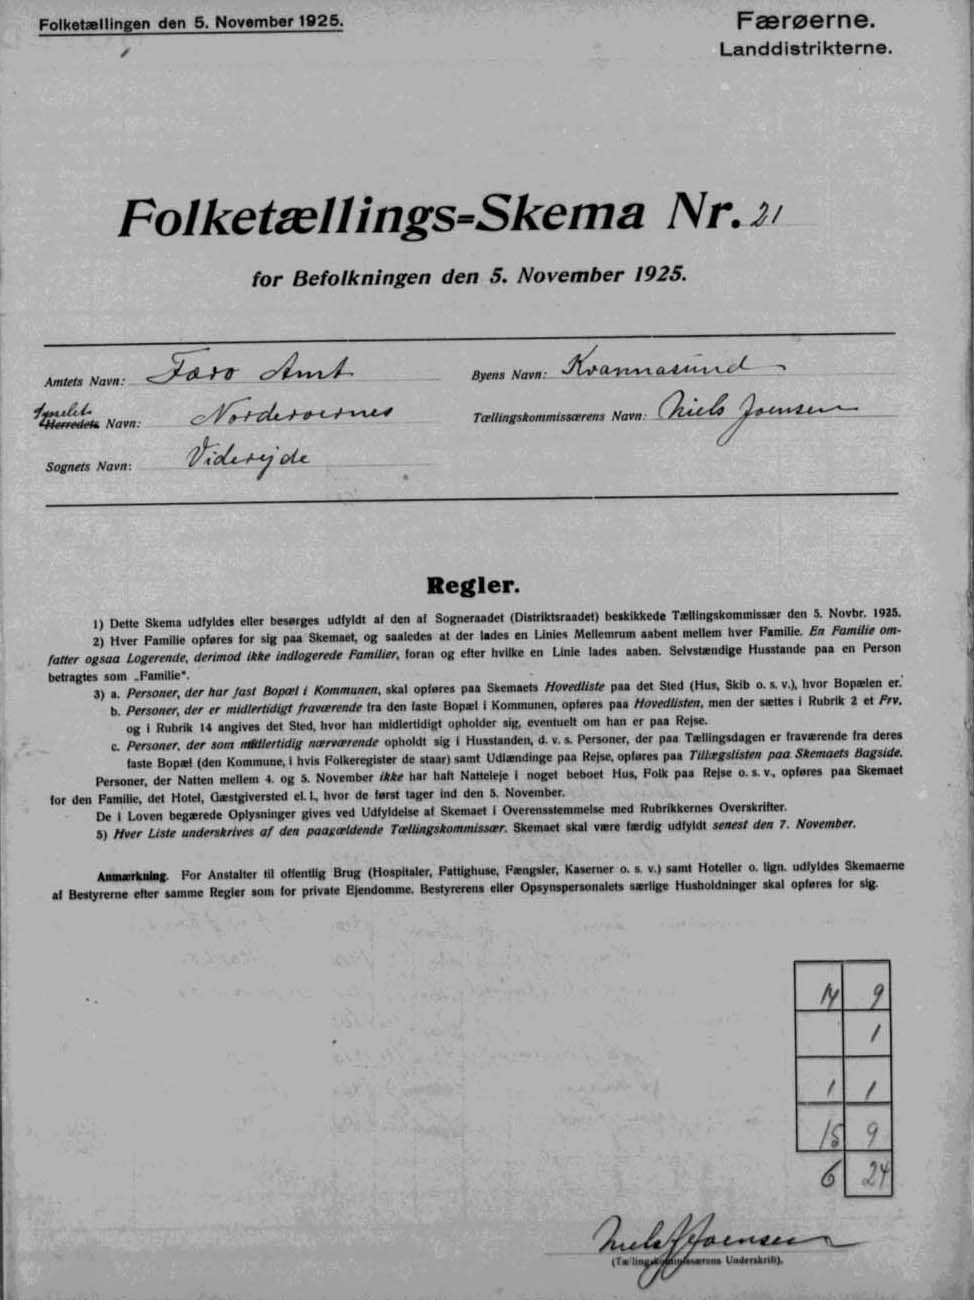 Folketællingen den 5. November 1925.
Færøerne.
Landdistrikterne.
Folketællings=Skema Nr. 21
for Befolkningen den 5. November 1925.
Amtets Navn: Færo Amt
Byens Navn: Kvannasund
Syselets
Herredets Navn: Norderoernes
Tællingskommissærens Navn: Niels Joensen
Sognets Navn: Viderejde
Regler.
1) Dette Skema udfyldes eller besørges udfyldt af den af Sogneraadet (Distriktsraadet) beskikkede Tællingskommissær den 5. Novbr. 1925.
2) Hver Familie opføres for sig paa Skemaet, og saaledes at der lades en Linies Mellemrum aabent mellem hver Familie. En Familie om-
fatter ogsaa Logerende, derimod ikke indlogerede Familier, foran og efter hvilke en Linie lades aaben. Selvstændige Husstande paa en Person
betragtes som „Familie".
3) a. Personer, der har fast Bopæl i Kommunen, skal opføres paa Skemaets Hovedliste paa det Sted (Hus, Skib o. s. v.), hvor Bopælen er.
b. Personer, der er midlertidigt fraværende fra den faste Bopæl i Kommunen, opføres paa Hovedlisten, men der sættes i Rubrik 2 et Frv.
og i Rubrik 14 angives det Sted, hvor han midlertidigt opholder sig, eventuelt om han er paa Rejse.
c. Personer, der som midlertidig nærværende opholdt sig i Husstanden, d. v. s. Personer, der paa Tællingsdagen er fraværende fra deres
faste Bopæl (den Kommune, i hvis Folkeregister de staar) samt Udlændinge paa Rejse, opføres paa Tillægslisten paa Skemaets Bagside.
Personer, der Natten mellem 4. og 5. November ikke har haft Natteleje i noget beboet Hus, Folk paa Rejse o. s. v., opføres paa Skemaet
for den Familie, det Hotel, Gæstgiversted el. l., hvor de først tager ind den 5. November.
De i Loven begærede Oplysninger gives ved Udfyldelse af Skemaet i Overensstemmelse med Rubrikkernes Overskrifter.
5) Hver Liste underskrives af den paagældende Tællingskommissær. Skemaet skal være færdig udfyldt senest den 7. November.
Anmærkning. For Anstalter til offentlig Brug (Hospitaler, Fattighuse, Fængsler, Kaserner o. s. v.) samt Hoteller o. lign. udfyldes Skemaerne
af Bestyrerne efter samme Regler som for private Ejendomme. Bestyrerens eller Opsynspersonalets særlige Husholdninger skal opføres for sig.
14 9
1
1 1
15 9
6 24
Niels J Joensen
(Tællingskommissærens Underskrift).